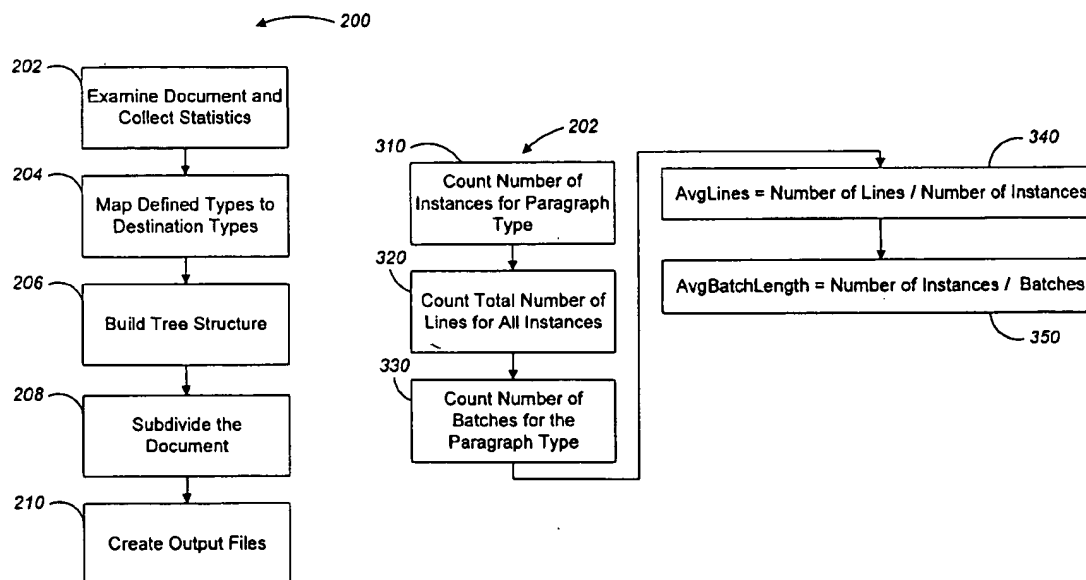 200
202
Examine Document and
Collect Statistics
204
Map Defined Types to
Destination Types
206
Build Tree Structure
208
Subdivide the
Document
210
Create Output Files
202
310
Count Number of
Instances for Paragraph
Type
320
Count Total Number of
Lines for All Instances
330
Count Number of
Batches for the
Paragraph Type
340
AvgLines = Number of Lines / Number of Instances
AvgBatchLength = Number of Instances / Batches
350